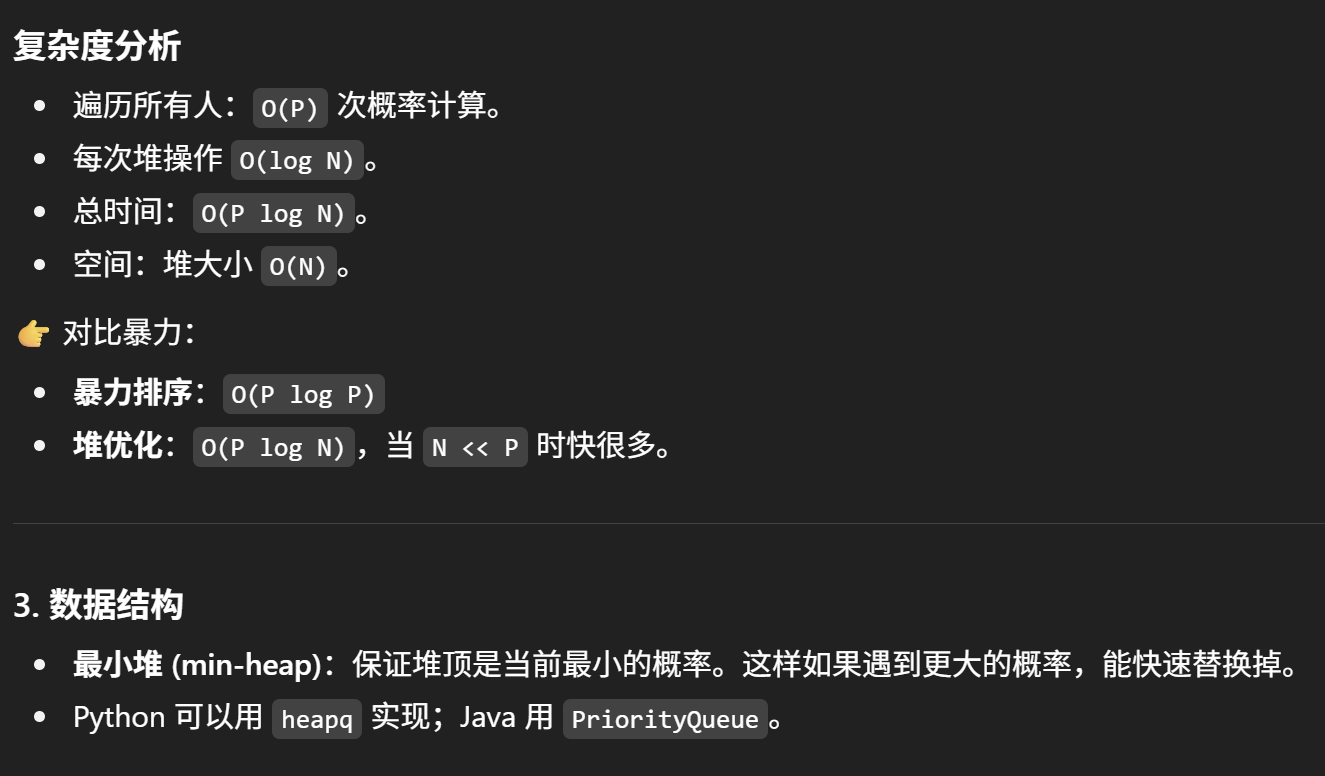 复杂度分析
• 遍历所有人：O(P) 次概率计算。
• 每次堆操作 O(log N)。
• 总时间：O(P log N)。
• 空间：堆大小 O(N)。
👉 对比暴力：
• 暴力排序：O(P log P)
• 堆优化：O(P log N)，当 N << P 时快很多。
3. 数据结构
• 最小堆 (min-heap)：保证堆顶是当前最小的概率。这样如果遇到更大的概率，能快速替换掉。
• Python 可以用 heapq 实现；Java 用 PriorityQueue。